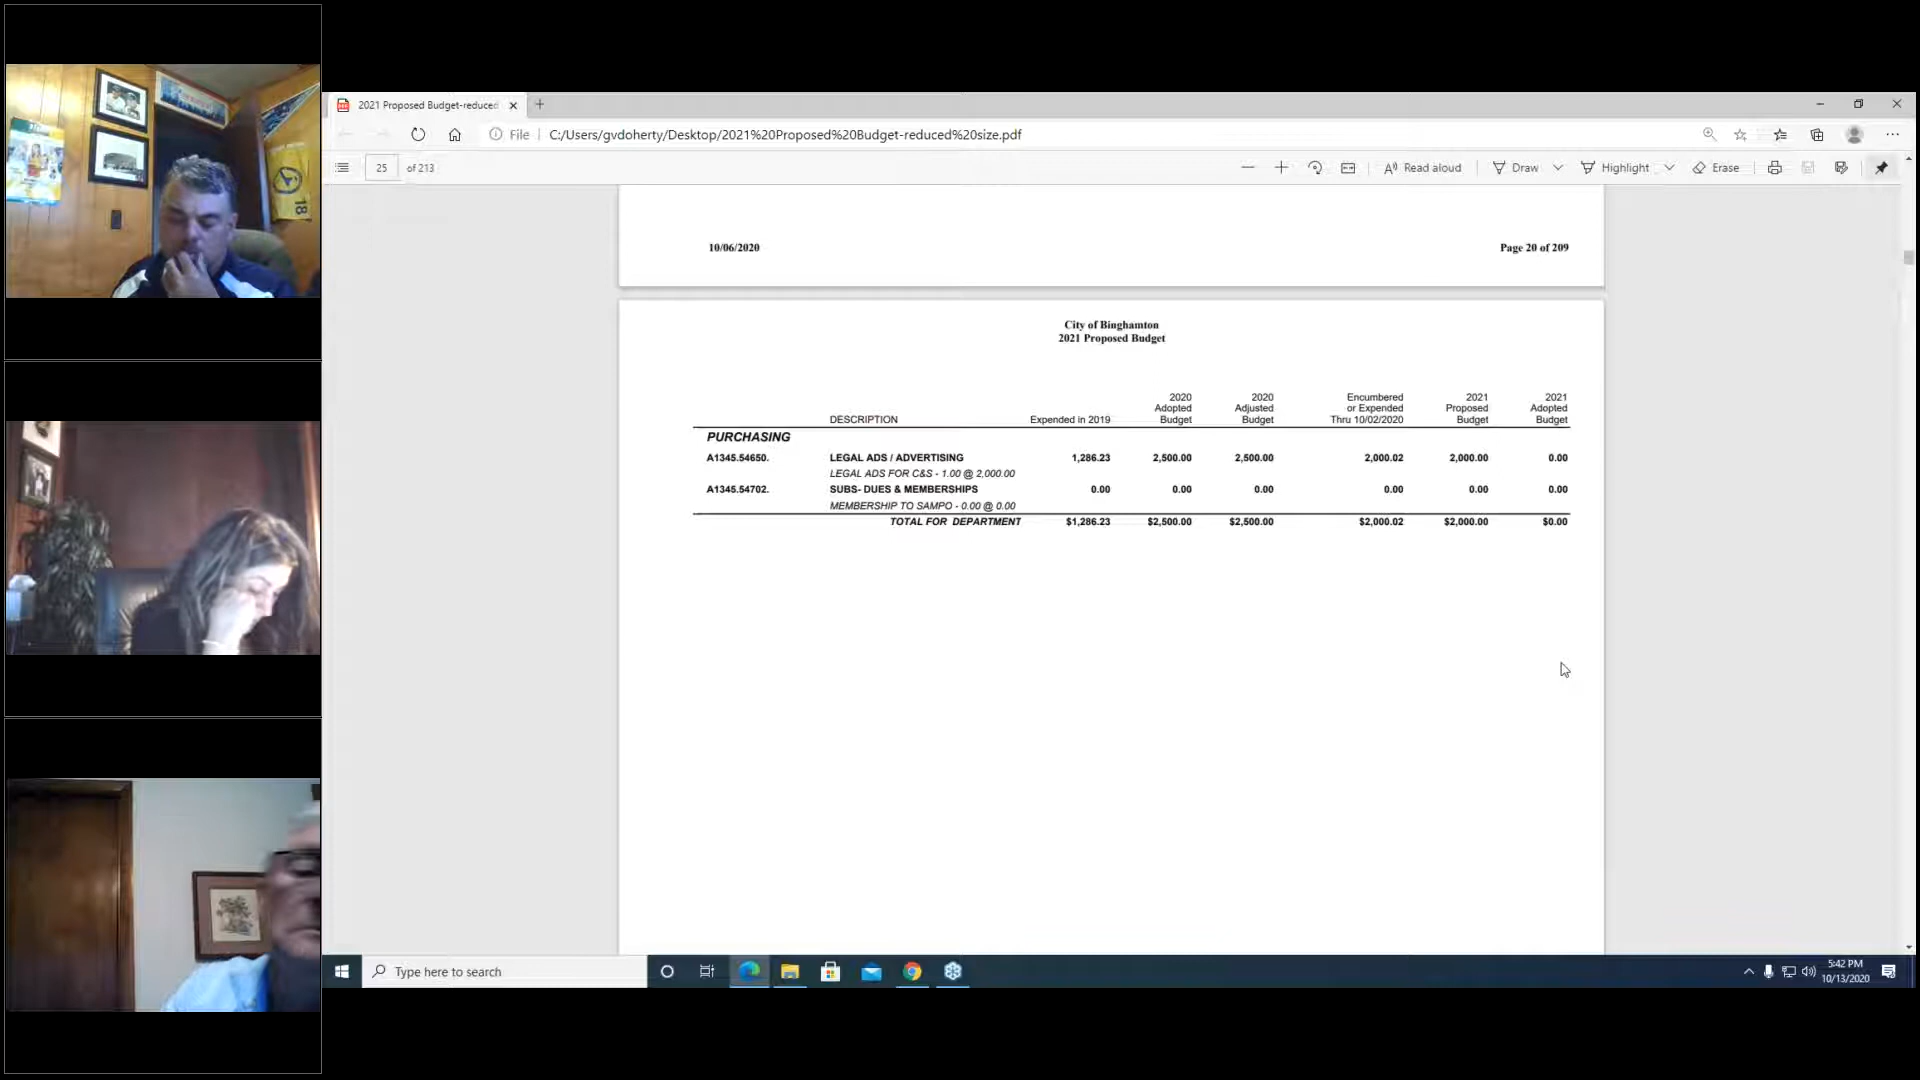 2021 Proposed Budget-reduced
File
C:/Users/gvdoherty/Desktop/2021%20Proposed%20Budget-reduced%20size.pdf
25 of 213
Read aloud
Draw
Highlight
Erase
10/06/2020 Page 20 of 209
City of Binghamton
2021 Proposed Budget
2020 2020 Encumbered 2021 2021
Adopted Adjusted or Expended Proposed Adopted
DESCRIPTION Expended in 2019 Budget Budget Thru 10/02/2020 Budget Budget
PURCHASING
A1345.54650. LEGAL ADS / ADVERTISING 1,286.23 2,500.00 2,500.00 2,000.02 2,000.00 0.00
LEGAL ADS FOR C&S - 1.00 @ 2,000.00
A1345.54702. SUBS- DUES & MEMBERSHIPS 0.00 0.00 0.00 0.00 0.00 0.00
MEMBERSHIP TO SAMPO - 0.00 @ 0.00
TOTAL FOR DEPARTMENT $1,286.23 $2,500.00 $2,500.00 $2,000.02 $2,000.00 $0.00
Type here to search
5:42 PM
10/13/2020
18